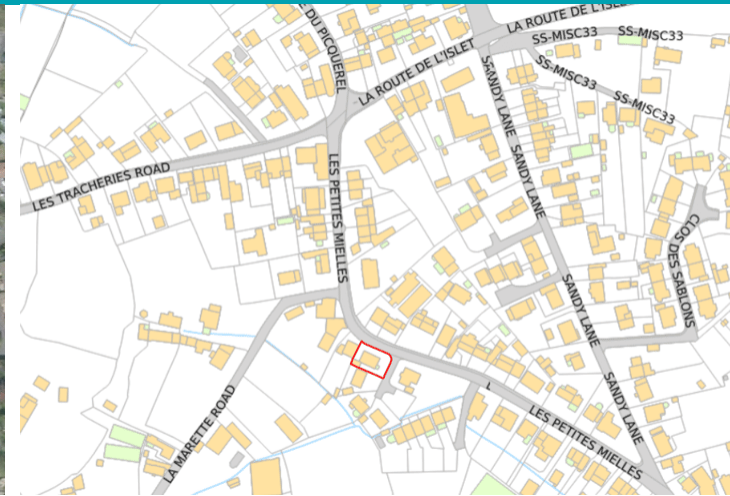 DU PICQUEREL
LA ROUTE DE L'ISLET
LA ROUTE DE L'ISLET
SS-MISC33
SS-MISC33
SS-MISC33
SS-MISC33
SANDY LANE
SANDY LANE
LES TRACHERIES ROAD
LES PETITES MIELLES
CLOS DES SABLONS
SANDY LANE
SANDY LANE
LA MARETTE ROAD
L
LES PETITES MIELLES